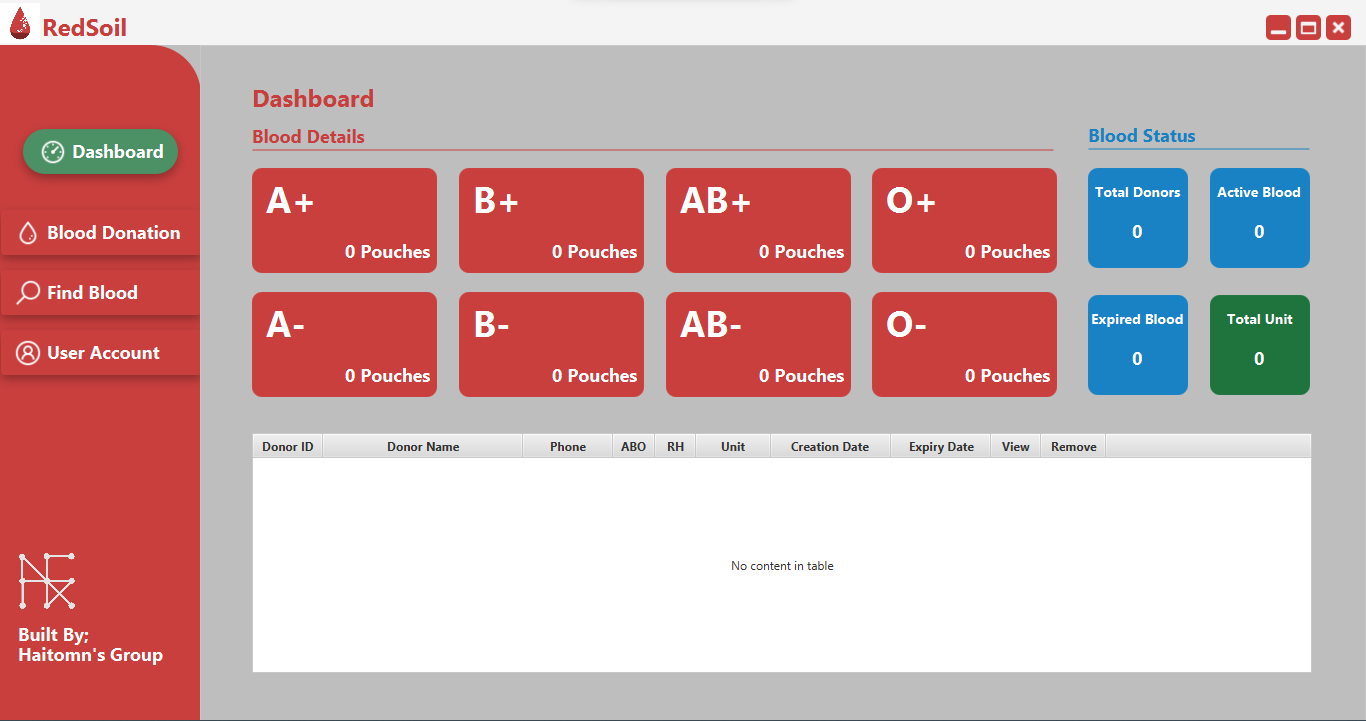 RedSoil
Dashboard
Blood Donation
Find Blood
User Account
Built By;
Haitomn's Group
Dashboard
Blood Details
A+
0 Pouches
B+
0 Pouches
AB+
0 Pouches
O+
0 Pouches
A-
0 Pouches
B-
0 Pouches
AB-
0 Pouches
O-
0 Pouches
Blood Status
Total Donors
0
Active Blood
0
Expired Blood
0
Total Unit
0
Donor ID Donor Name Phone ABO RH Unit Creation Date Expiry Date View Remove
No content in table